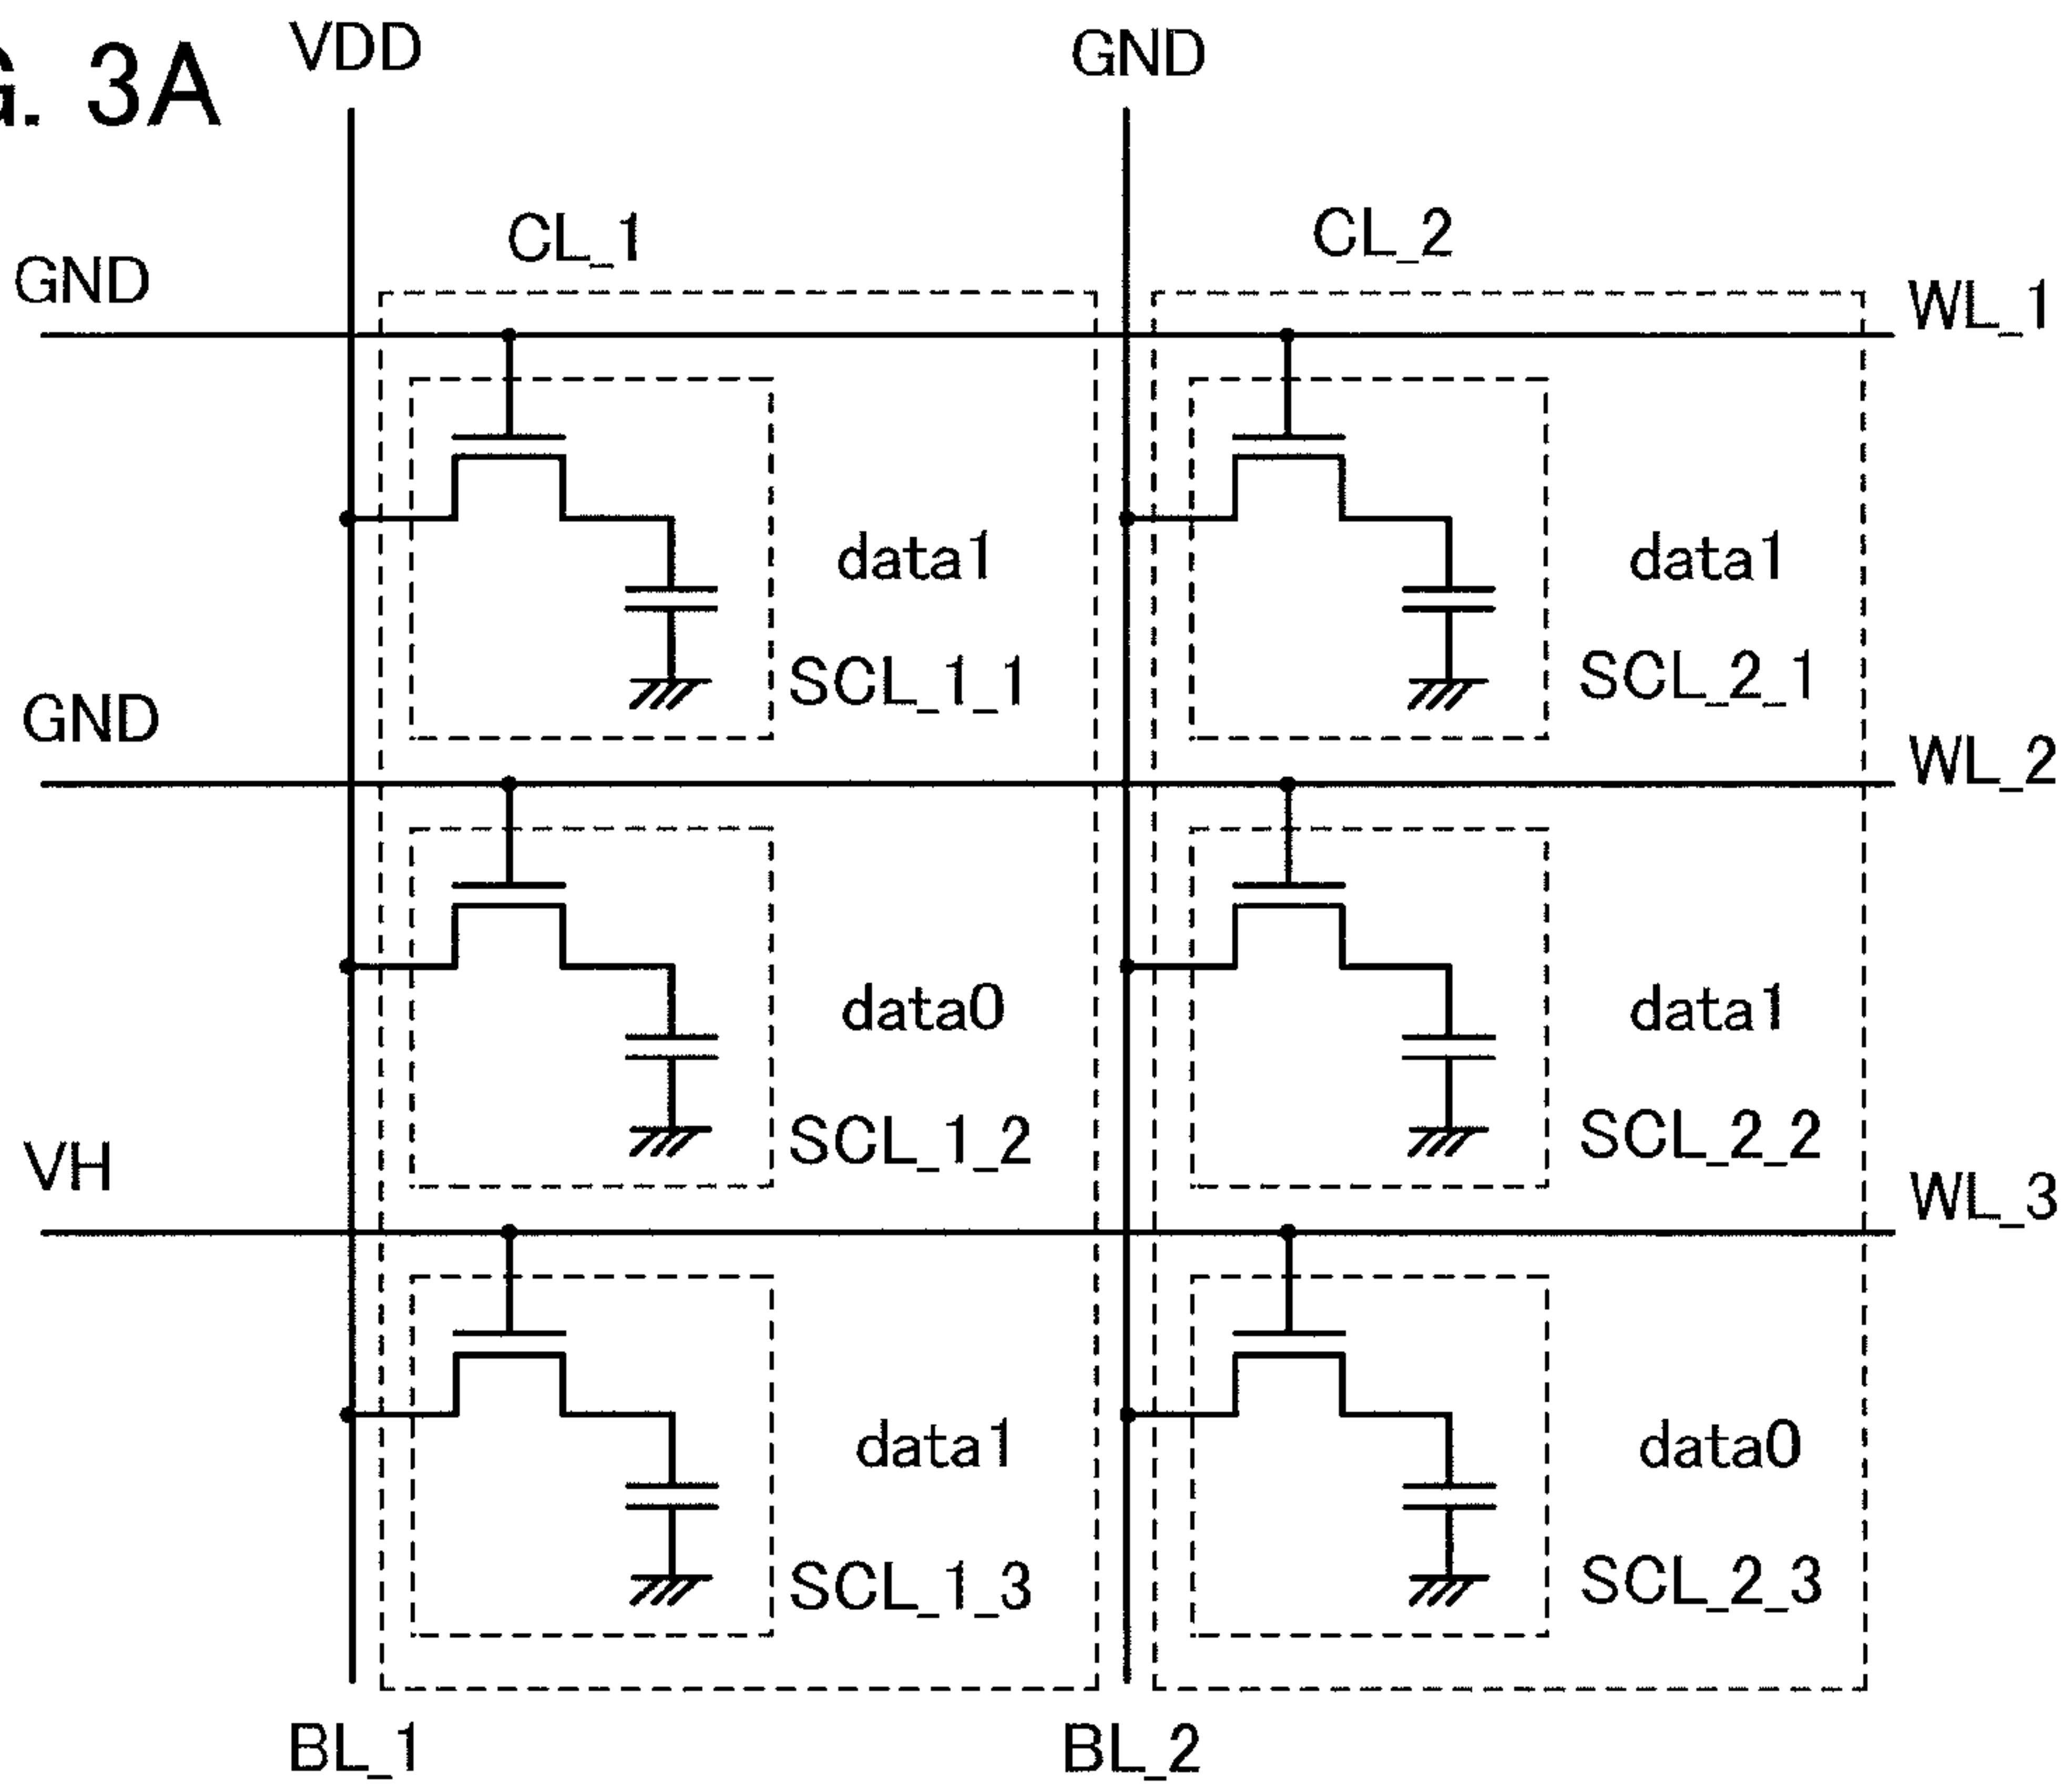 G. 3A
VDD
GND
CL_1
CL_2
GND
WL_1
data1
data1
SCL_1_1
SCL_2_1
GND
WL_2
data0
data1
SCL_1_2
SCL_2_2
VH
WL_3
data1
data0
SCL_1_3
SCL_2_3
BL_1
BL_2